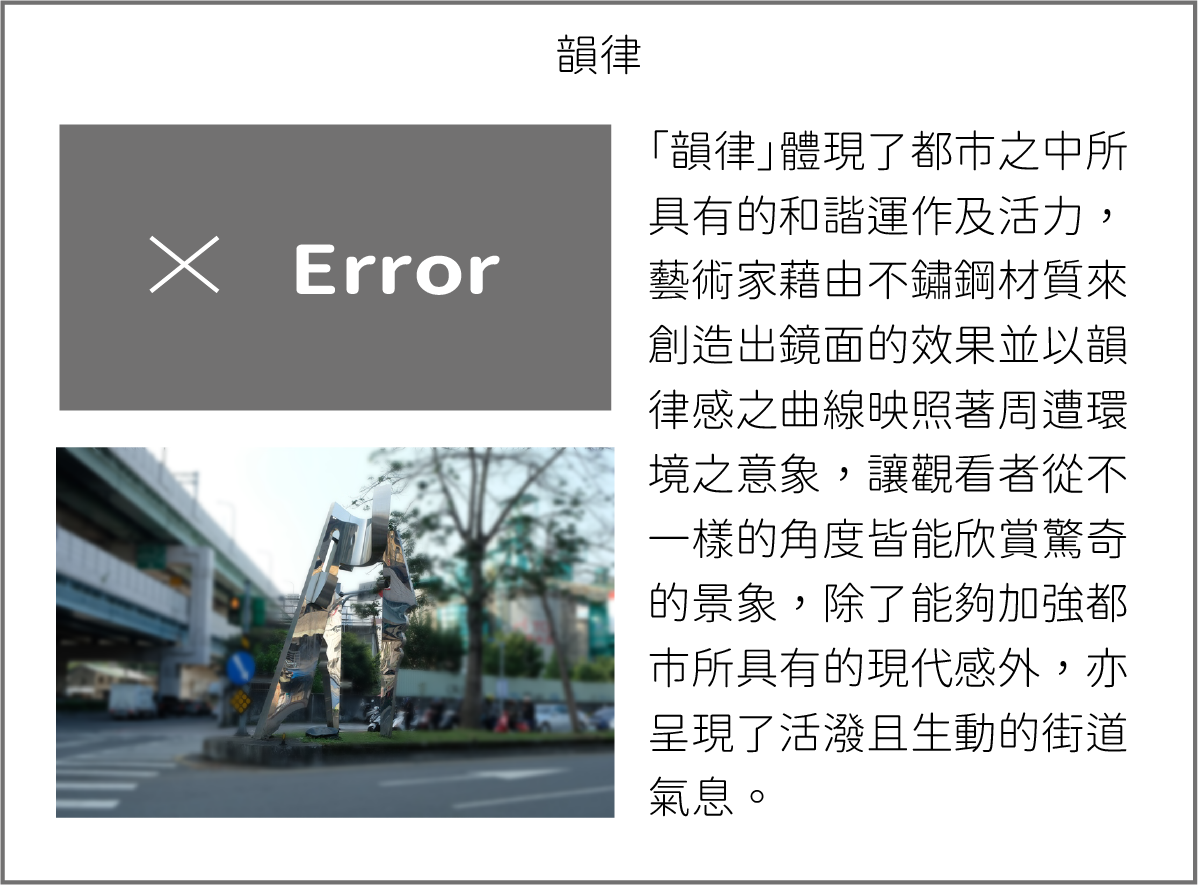 韻律
Error
「韻律」體現了都市之中所
具有的和諧運作及活力，
藝術家藉由不鏽鋼材質來
創造出鏡面的效果並以韻
律感之曲線映照著周遭環
境之意象，讓觀看者從不
一樣的角度皆能欣賞驚奇
的景象，除了能夠加強都
市所具有的現代感外，亦
呈現了活潑且生動的街道
氣息。